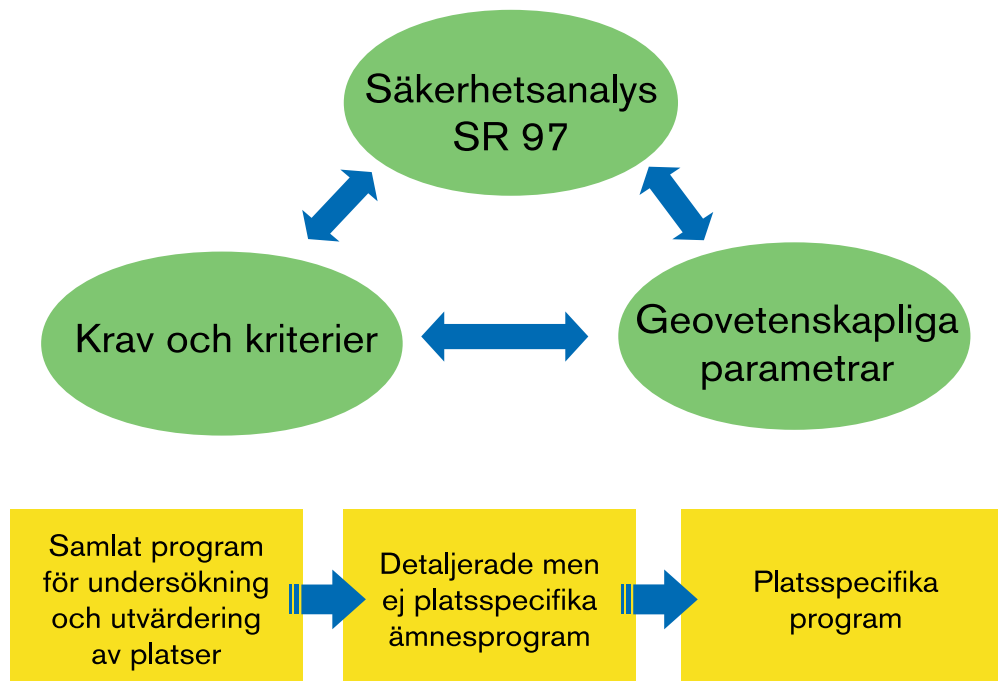 Säkerhetsanalys
SR 97
Krav och kriterier
Geovetenskapliga
parametrar
Samlat program
för undersökning
och utvärdering
av platser
Detaljerade men
ej platsspecifika
ämnesprogram
Platsspecifika
program